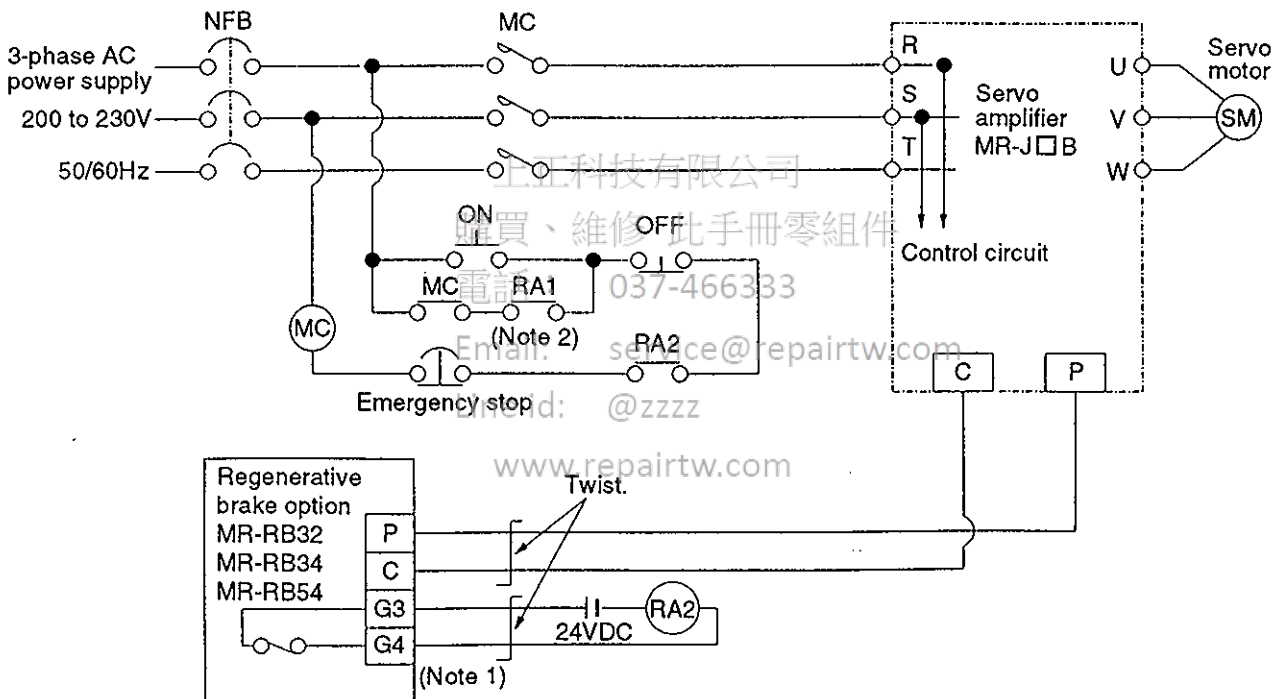 NFB
MC
3-phase AC
power supply
200 to 230V
50/60Hz
R
S
T
Servo
amplifier
MR-J□B
U
V
W
Servo
motor
SM
Control circuit
上正科技有限公司
購買、維修 此手冊零組件
電話： 037-466333
Email: service@repairtw.com
Line id: @zzzz
www.repairtw.com
ON
OFF
MC
RA1
(Note 2)
MC
RA2
Emergency stop
C
P
Regenerative
brake option
MR-RB32
MR-RB34
MR-RB54
P
C
G3
G4
Twist.
24VDC
RA2
(Note 1)